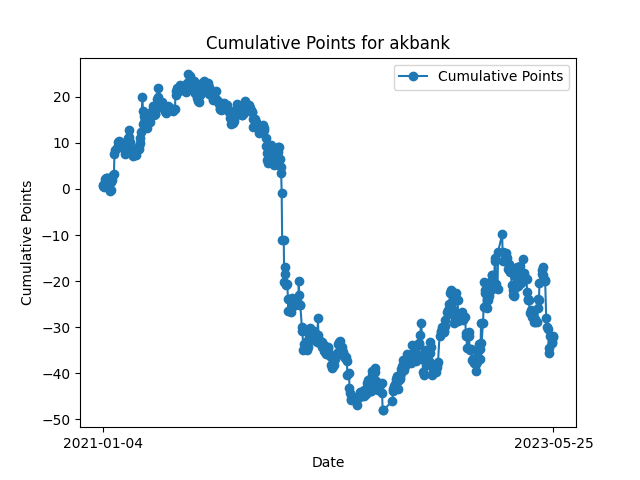 Cumulative Points for akbank
Cumulative Points
20
10
0
−10
−20
−30
−40
−50
Cumulative Points
2021-01-04
2023-05-25
Date